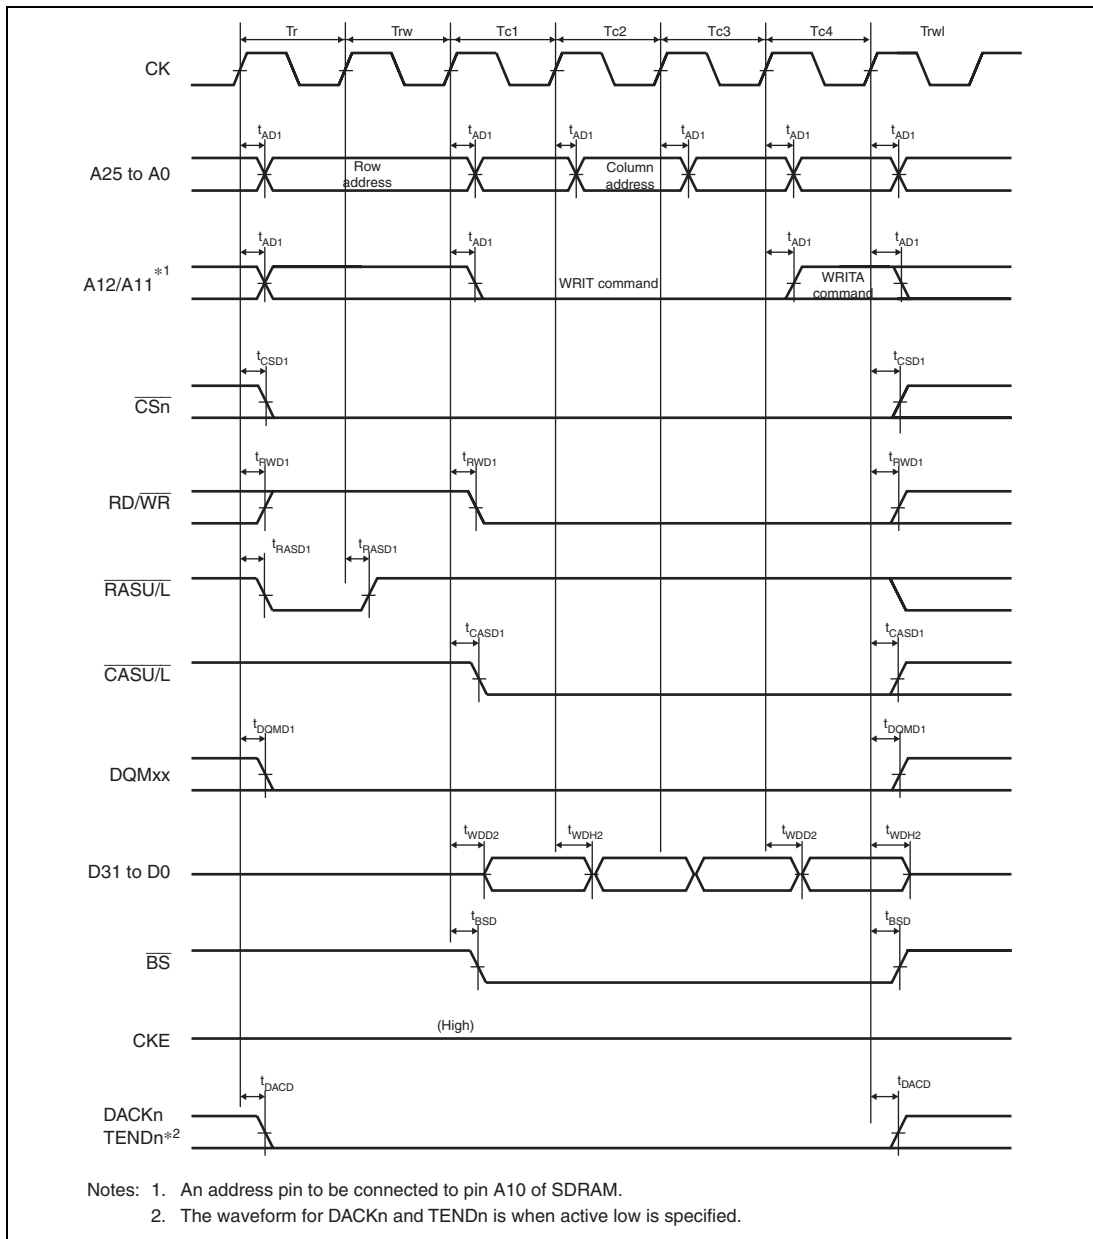 Tr Trw Tc1 Tc2 Tc3 Tc4 Trwl
CK
tAD1 tAD1 tAD1 tAD1 tAD1 tAD1
A25 to A0
Row address
Column address
tAD1 tAD1 tAD1 tAD1
A12/A11*1
WRIT command
WRITA command
tCSD1 tCSD1
CSn
tRWD1 tRWD1 tRWD1
RD/WR
tRASD1 tRASD1
RASU/L
tCASD1 tCASD1
CASU/L
tDQMD1 tDQMD1
DQMxx
tWDD2 tWDH2 tWDD2 tWDH2
D31 to D0
tBSD tBSD
BS
(High)
CKE
tDACD tDACD
DACKn
TENDn*2
Notes: 1. An address pin to be connected to pin A10 of SDRAM.
2. The waveform for DACKn and TENDn is when active low is specified.